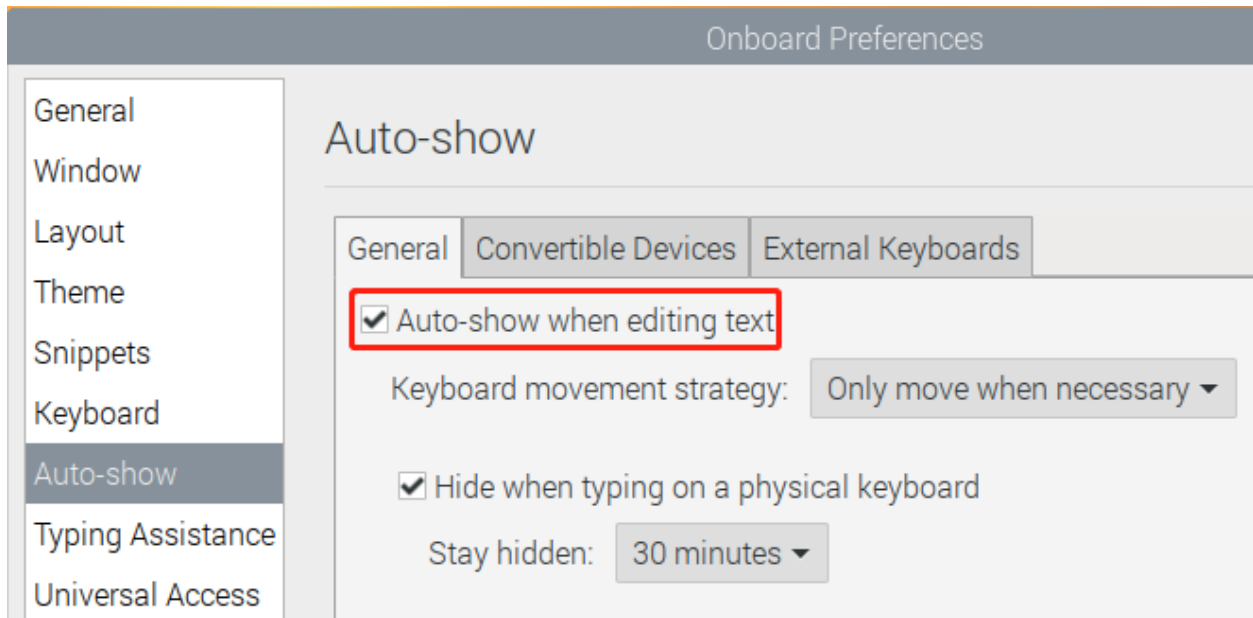 Onboard Preferences
General
Window
Layout
Theme
Snippets
Keyboard
Auto-show
Typing Assistance
Universal Access
Auto-show
General Convertible Devices External Keyboards
Auto-show when editing text
Keyboard movement strategy: Only move when necessary
Hide when typing on a physical keyboard
Stay hidden: 30 minutes